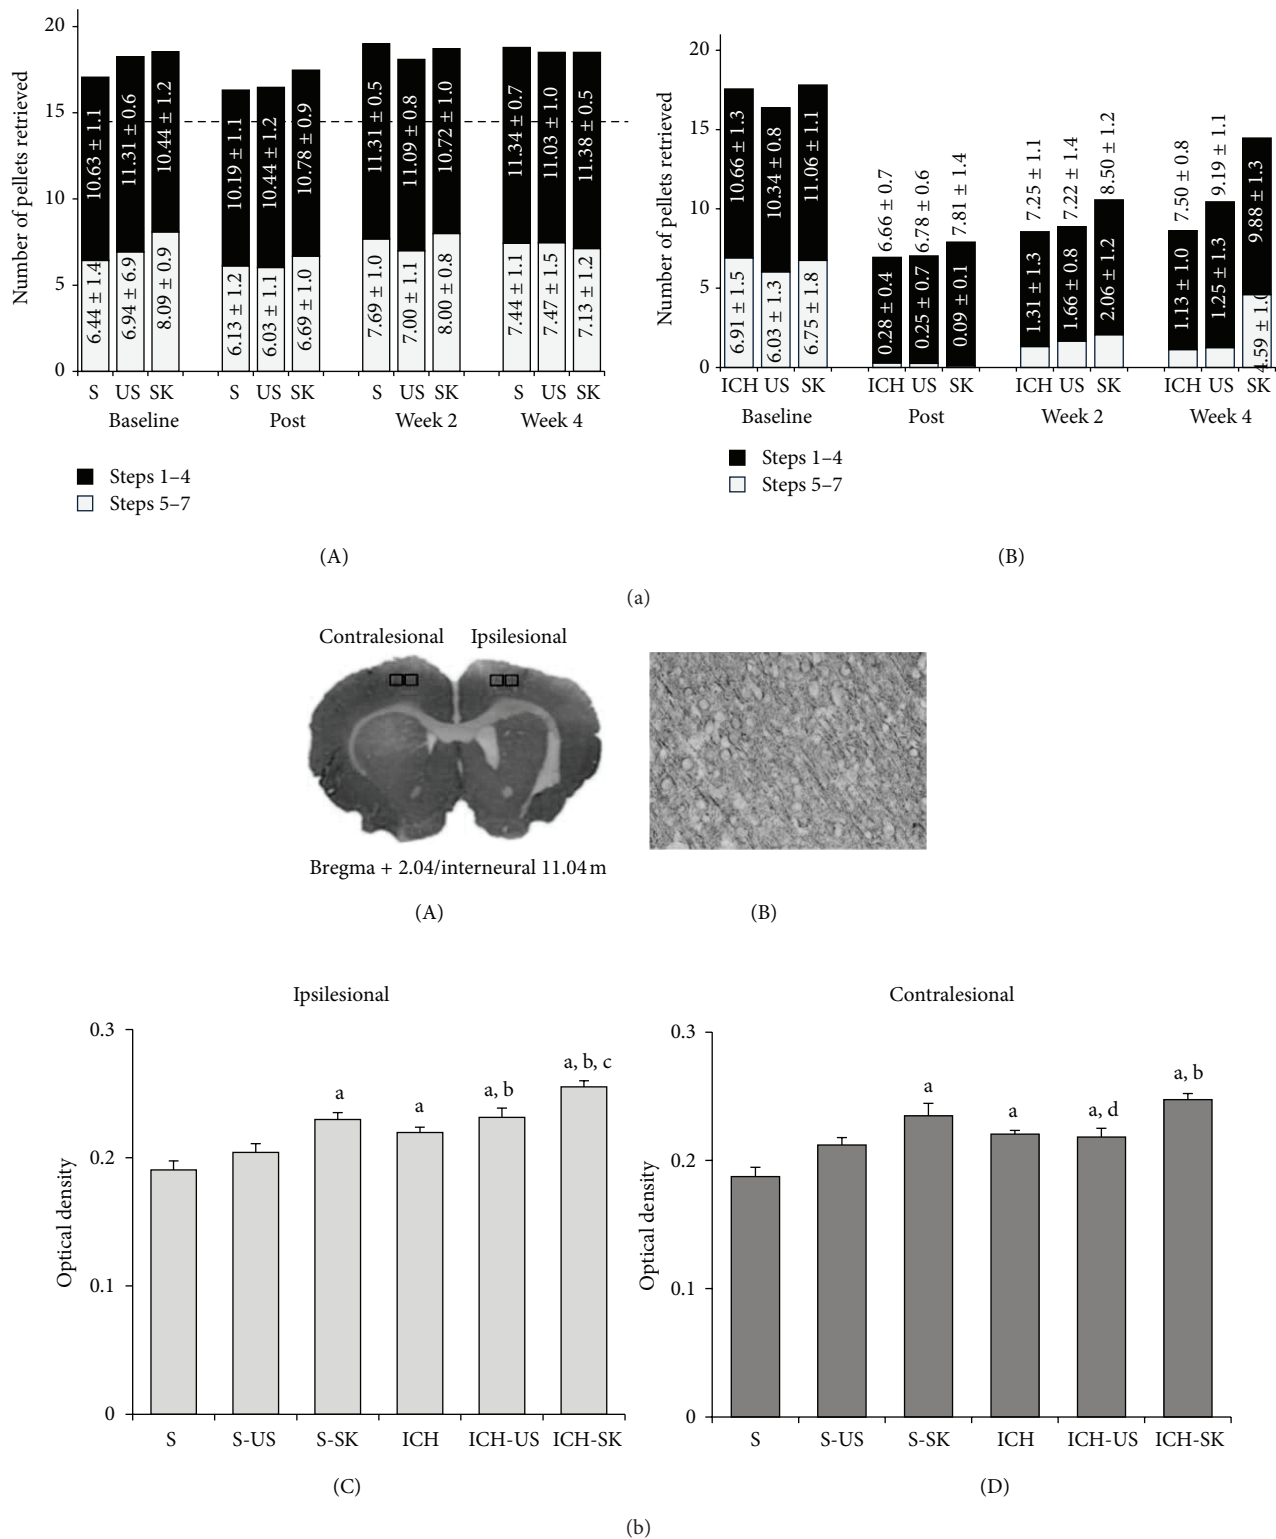 20
15
10
5
0
Number of pellets retrieved
10.63 ± 1.1
11.31 ± 0.6
10.44 ± 1.2
10.19 ± 1.1
10.44 ± 1.2
10.78 ± 0.9
11.31 ± 0.5
11.09 ± 0.8
10.72 ± 1.0
11.34 ± 0.7
11.03 ± 1.0
11.38 ± 0.5
6.44 ± 1.4
6.94 ± 6.9
8.09 ± 0.9
6.13 ± 1.2
6.03 ± 1.1
6.69 ± 1.0
7.69 ± 1.0
7.00 ± 1.1
8.00 ± 0.8
7.44 ± 1.1
7.47 ± 1.5
7.13 ± 1.2
S US SK S US SK S US SK S US SK
Baseline Post Week 2 Week 4
Steps 1–4
Steps 5–7
(A)
20
15
10
5
0
Number of pellets retrieved
10.66 ± 1.3
10.34 ± 0.8
11.06 ± 1.1
6.66 ± 0.7
6.78 ± 0.6
7.81 ± 1.4
7.25 ± 1.1
7.22 ± 1.4
8.50 ± 1.2
7.50 ± 0.8
9.19 ± 1.1
9.88 ± 1.3
6.91 ± 1.5
6.03 ± 1.3
6.75 ± 1.8
0.28 ± 0.4
0.25 ± 0.7
0.09 ± 0.1
1.31 ± 1.3
1.66 ± 0.8
2.06 ± 1.2
1.13 ± 1.0
1.25 ± 1.3
4.59 ± 1.0
ICH US SK ICH US SK ICH US SK ICH US SK
Baseline Post Week 2 Week 4
Steps 1–4
Steps 5–7
(B)
(a)
Contralesional Ipsilesional
Bregma + 2.04/interneural 11.04 m
(A)
(B)
Ipsilesional
0.3
0.2
0.1
0
Optical density
a
a
a, b
a, b, c
S S-US S-SK ICH ICH-US ICH-SK
(C)
Contralesional
0.3
0.2
0.1
0
Optical density
a
a
a, d
a, b
S S-US S-SK ICH ICH-US ICH-SK
(D)
(b)